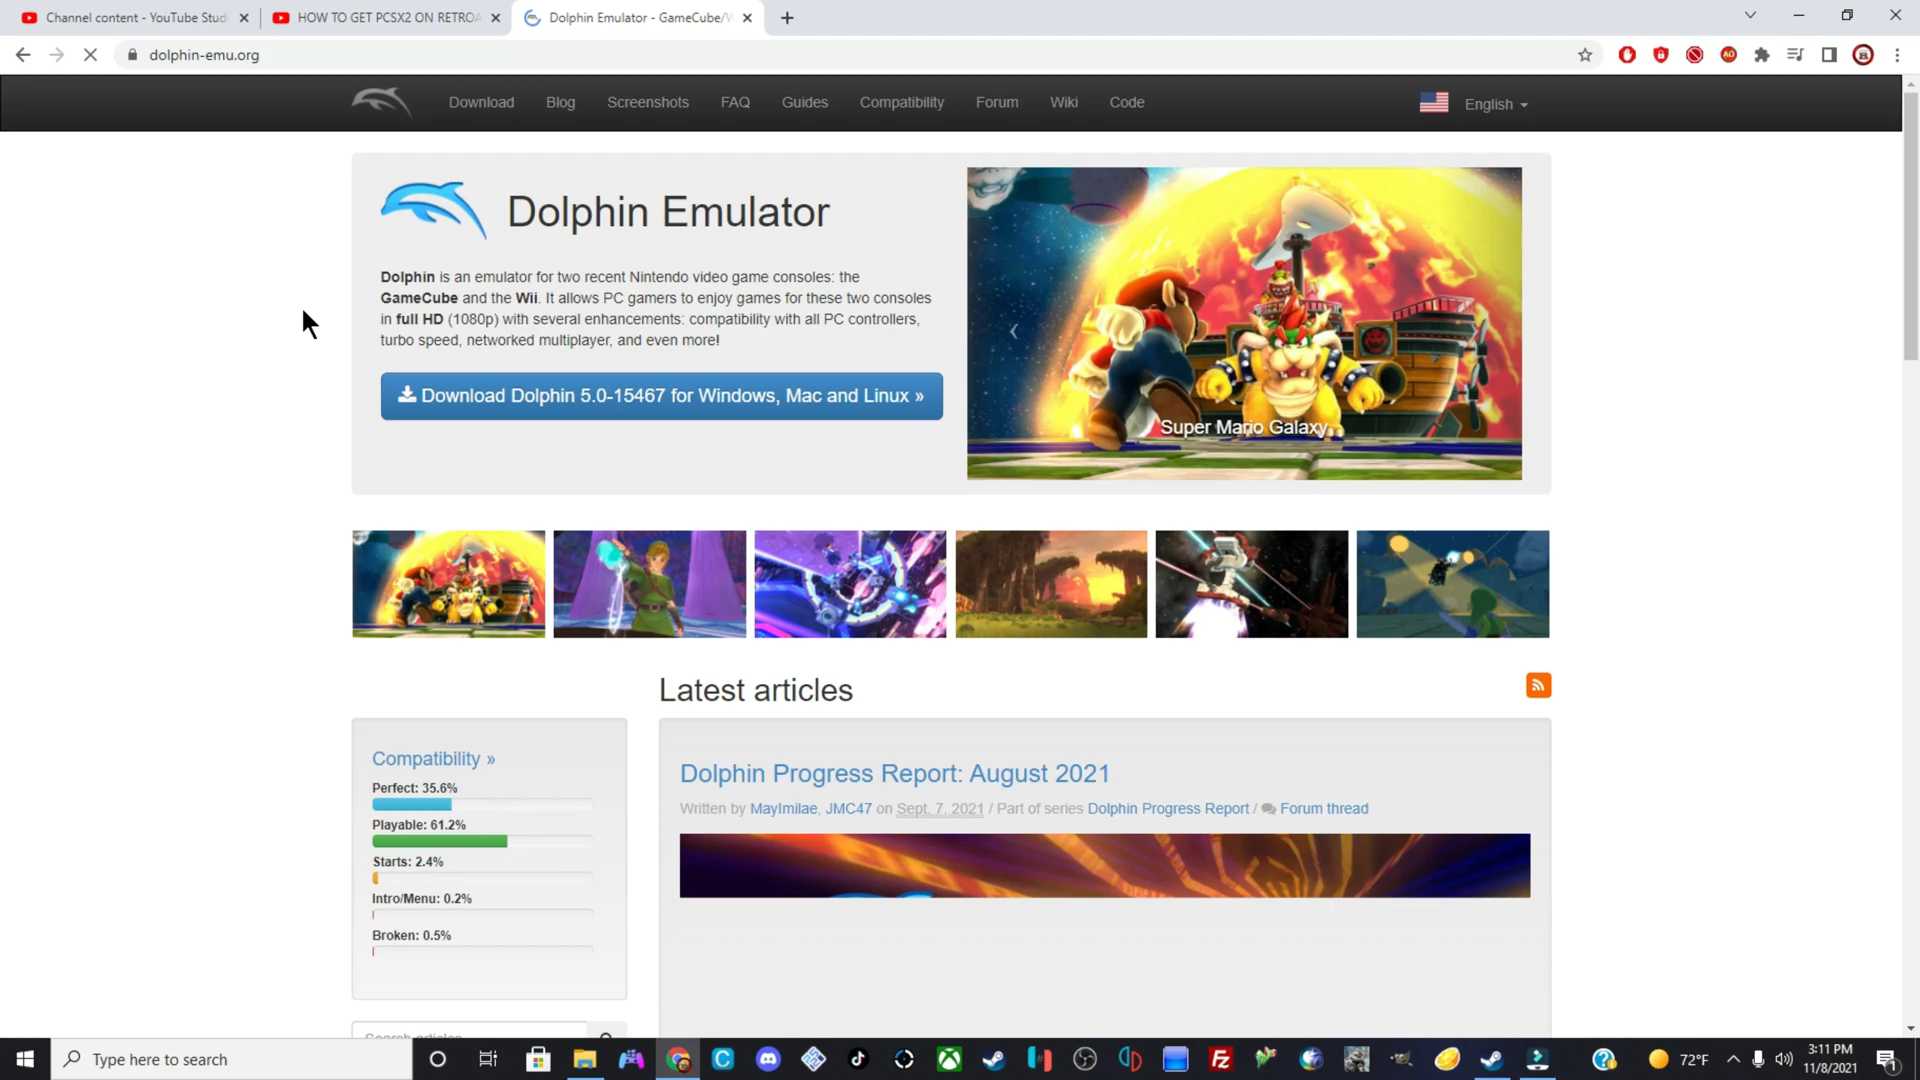 Channel content - YouTube Studi
HOW TO GET PCSX2 ON RETROA
Dolphin Emulator - GameCube/W
dolphin-emu.org
Download Blog Screenshots FAQ Guides Compatibility Forum Wiki Code English
Dolphin Emulator
Dolphin is an emulator for two recent Nintendo video game consoles: the
GameCube and the Wii. It allows PC gamers to enjoy games for these two consoles
in full HD (1080p) with several enhancements: compatibility with all PC controllers,
turbo speed, networked multiplayer, and even more!
Download Dolphin 5.0-15467 for Windows, Mac and Linux »
Super Mario Galaxy
Latest articles
Compatibility »
Perfect: 35.6%
Playable: 61.2%
Starts: 2.4%
Intro/Menu: 0.2%
Broken: 0.5%
Dolphin Progress Report: August 2021
Written by MayImilae, JMC47 on Sept. 7, 2021 / Part of series Dolphin Progress Report / Forum thread
Search articles
Type here to search
72°F
3:11 PM
11/8/2021
1